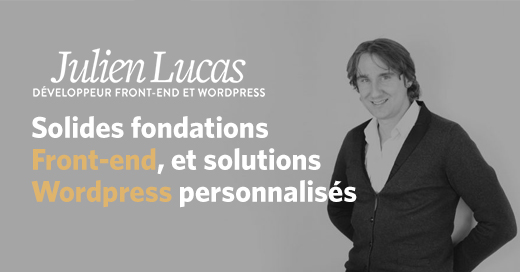 Julien Lucas
DÉVELOPPEUR FRONT-END ET WORDPRESS
Solides fondations
Front-end, et solutions
Wordpress personnalisés